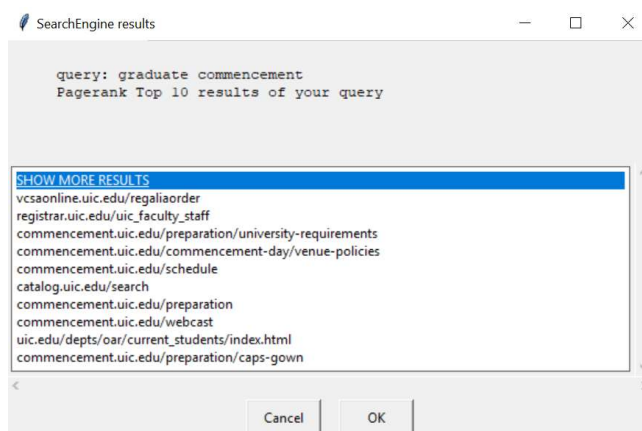 SearchEngine results
query: graduate commencement
Pagerank Top 10 results of your query
SHOW MORE RESULTS
vcsaonline.uic.edu/regaliaorder
registrar.uic.edu/uic_faculty_staff
commencement.uic.edu/preparation/university-requirements
commencement.uic.edu/commencement-day/venue-policies
commencement.uic.edu/schedule
catalog.uic.edu/search
commencement.uic.edu/preparation
commencement.uic.edu/webcast
uic.edu/depts/oar/current_students/index.html
commencement.uic.edu/preparation/caps-gown
Cancel OK